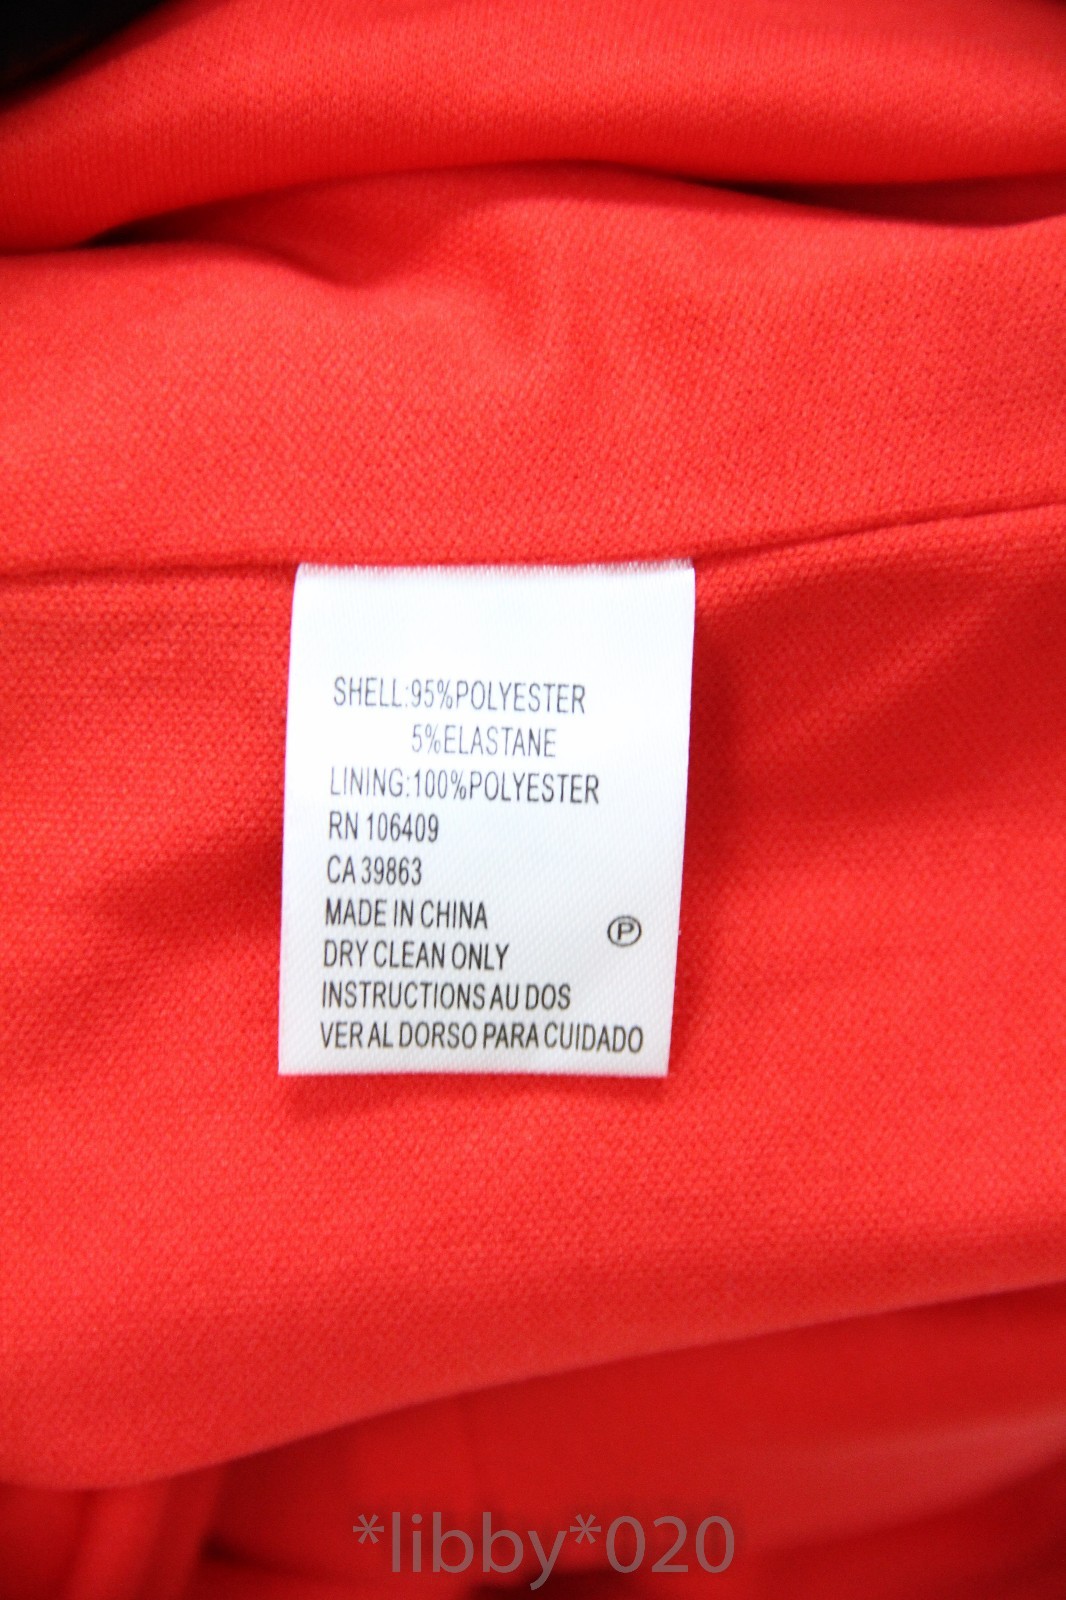 SHELL:95%POLYESTER
5%ELASTANE
LINING:100%POLYESTER
RN 106409
CA 39863
MADE IN CHINA
DRY CLEAN ONLY
Ⓟ
INSTRUCTIONS AU DOS
VER AL DORSO PARA CUIDADO
*libby*020